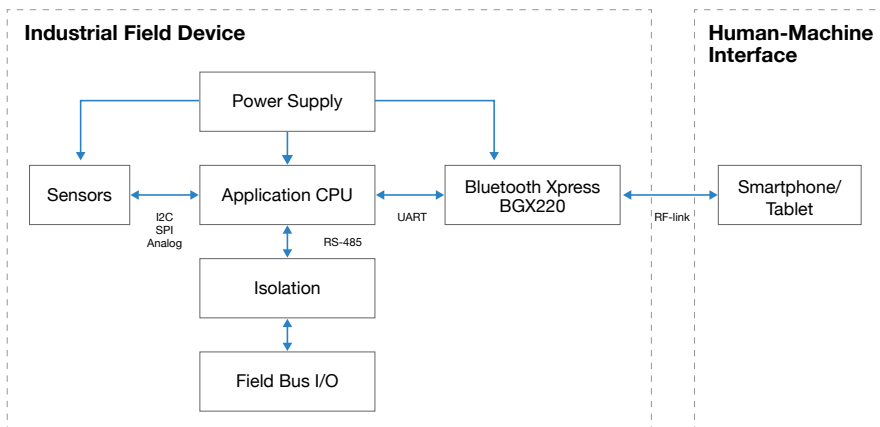 Industrial Field Device
Human-Machine
Interface
Power Supply
Sensors
Application CPU
Bluetooth Xpress
BGX220
Smartphone/
Tablet
I2C
SPI
Analog
UART
RF-link
RS-485
Isolation
Field Bus I/O